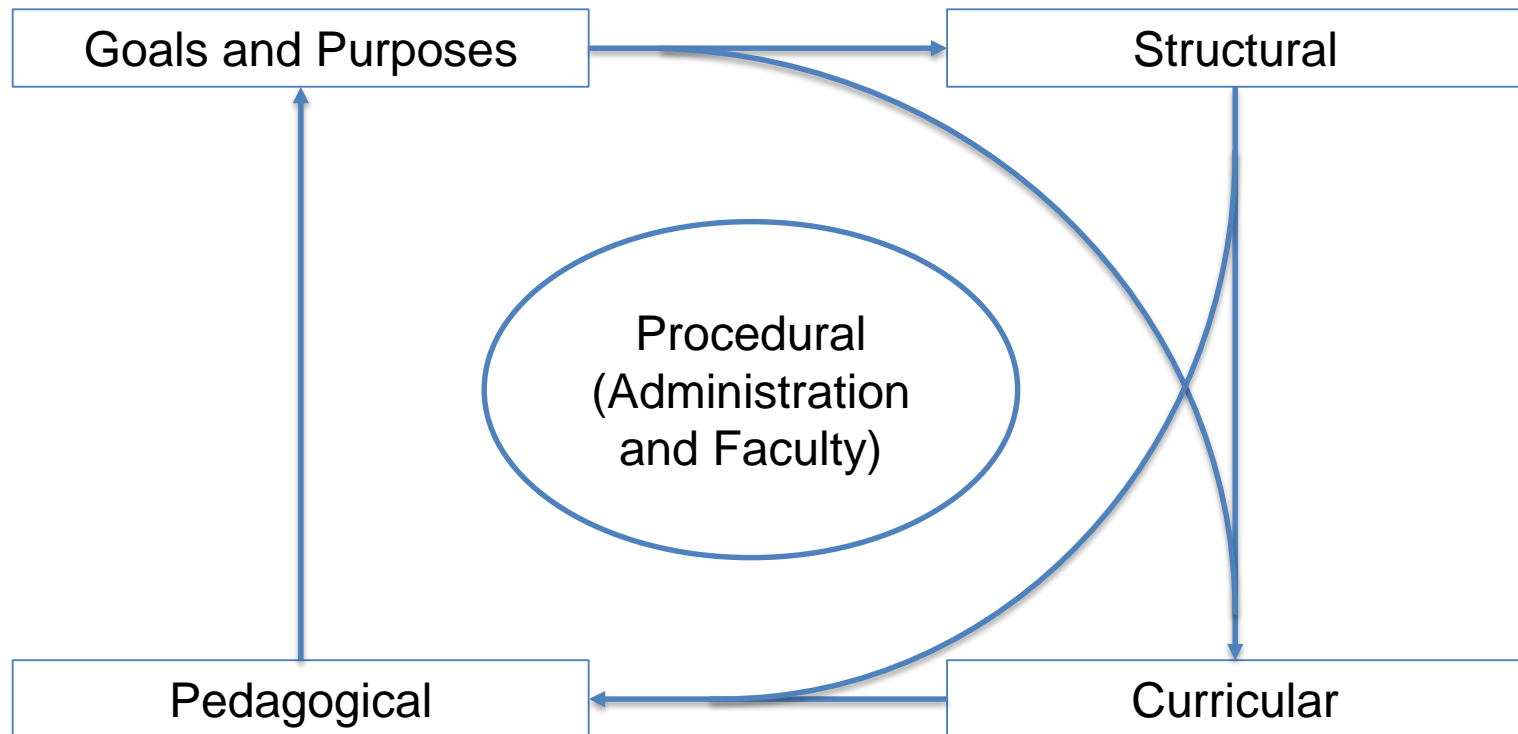 Goals and Purposes
Structural
Procedural
(Administration
and Faculty)
Pedagogical
Curricular